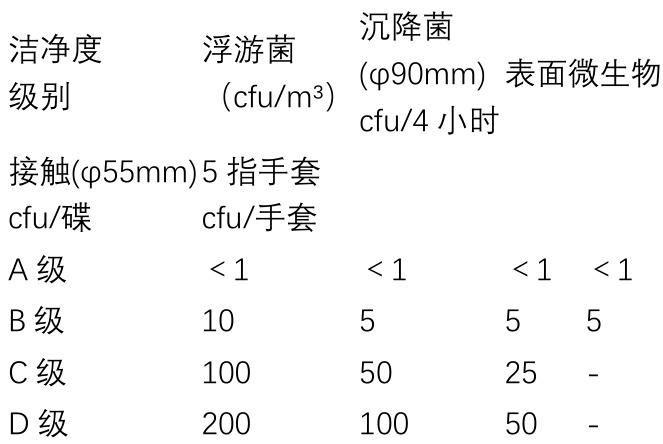 洁净度级别 浮游菌（cfu/m³） 沉降菌(φ90mm) cfu/4 小时 表面微生物
接触(φ55mm) cfu/碟 5 指手套 cfu/手套
A 级 ＜1 ＜1 ＜1 ＜1
B 级 10 5 5 5
C 级 100 50 25 -
D 级 200 100 50 -